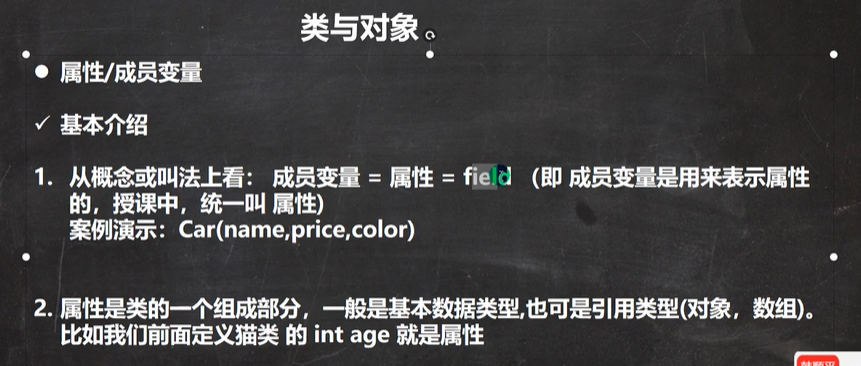 类与对象
● 属性/成员变量
✓ 基本介绍
1. 从概念或叫法上看： 成员变量 = 属性 = field （即 成员变量是用来表示属性
的，授课中，统一叫 属性)
案例演示：Car(name,price,color)
2. 属性是类的一个组成部分，一般是基本数据类型,也可是引用类型(对象，数组)。
比如我们前面定义猫类 的 int age 就是属性